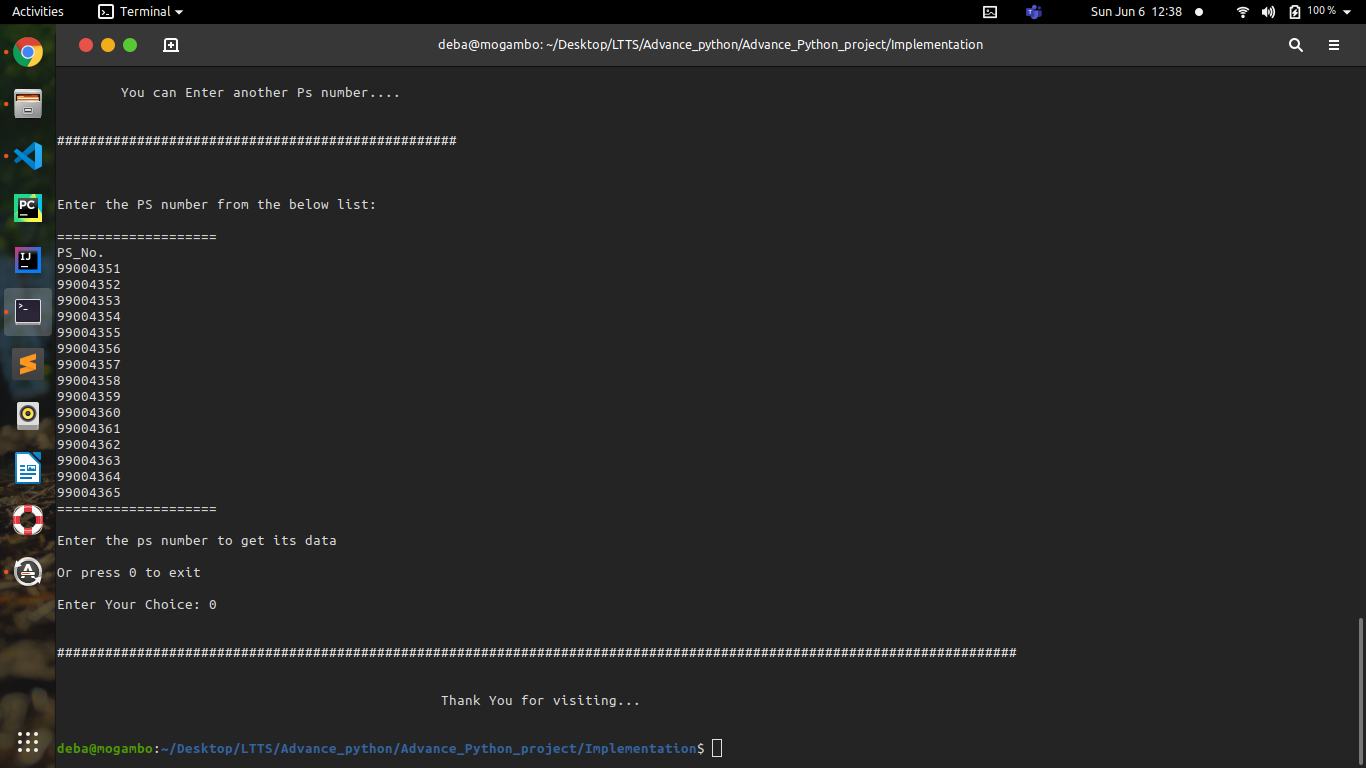 Activities Terminal Sun Jun 6 12:38 100 %
deba@mogambo: ~/Desktop/LTTS/Advance_python/Advance_Python_project/Implementation
You can Enter another Ps number....
##################################################
Enter the PS number from the below list:
====================
PS_No.
99004351
99004352
99004353
99004354
99004355
99004356
99004357
99004358
99004359
99004360
99004361
99004362
99004363
99004364
99004365
====================
Enter the ps number to get its data
Or press 0 to exit
Enter Your Choice: 0
########################################################################################################################
Thank You for visiting...
deba@mogambo:~/Desktop/LTTS/Advance_python/Advance_Python_project/Implementation$
PC
IJ
>_